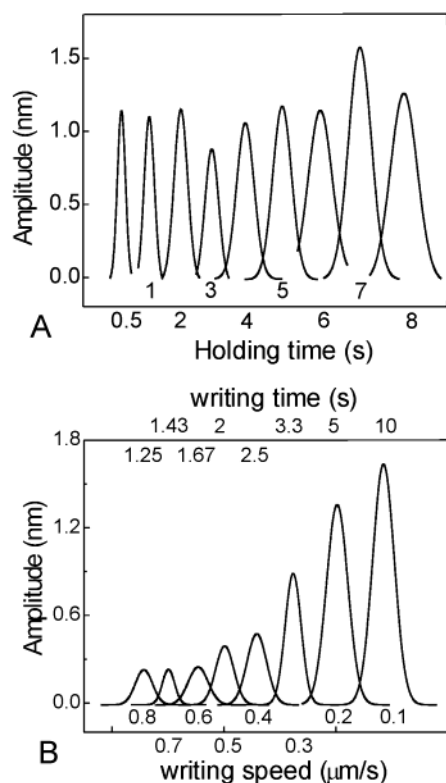 Amplitude (nm)
1.5
1.0
0.5
0.0
1 3 5 7
0.5 2 4 6 8
A
Holding time (s)
writing time (s)
1.43 2 3.3 5 10
1.25 1.67 2.5
Amplitude (nm)
1.8
1.2
0.6
0.0
0.8 0.6 0.4 0.2 0.1
0.7 0.5 0.3
B
writing speed (μm/s)